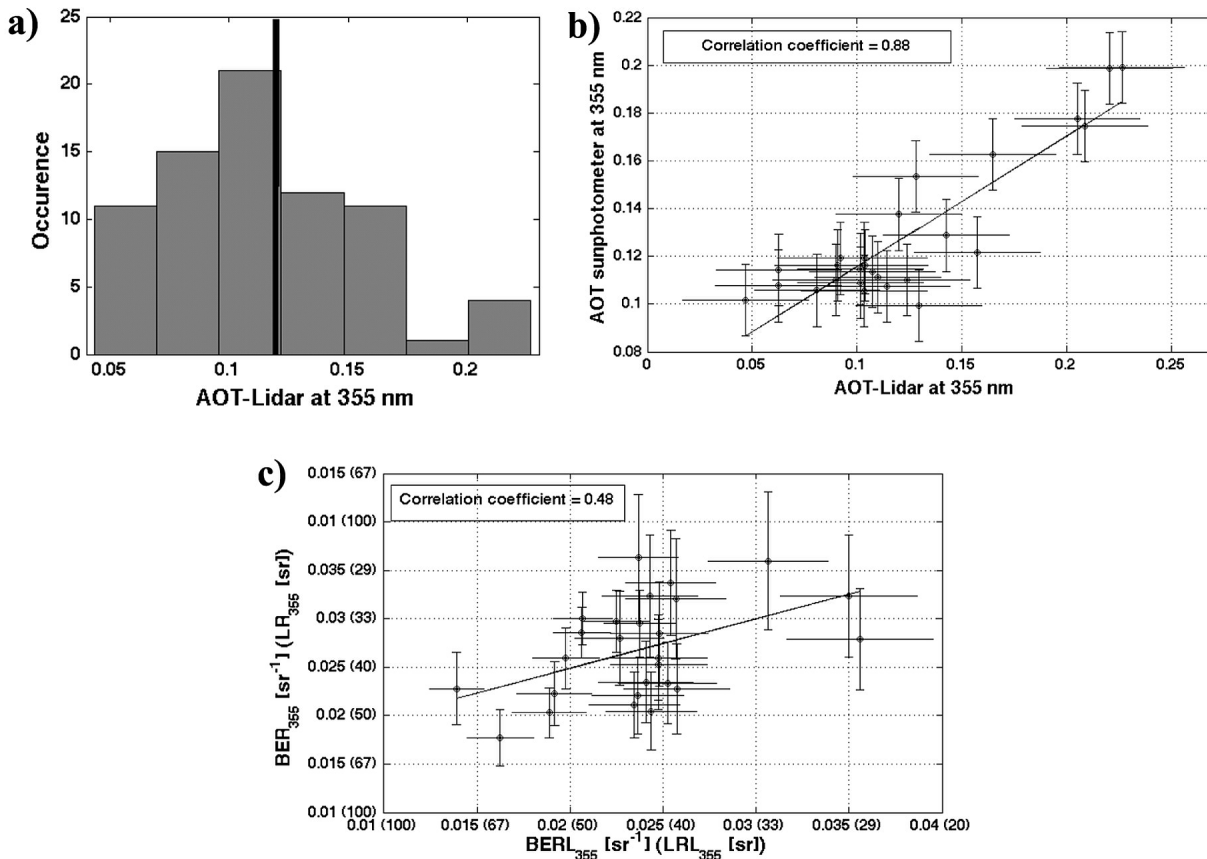 a)
25
20
15
10
5
0
Occurence
0.05 0.1 0.15 0.2
AOT-Lidar at 355 nm
b)
Correlation coefficient = 0.88
0.22
0.2
0.18
0.16
0.14
0.12
0.1
0.08
AOT sunphotometer at 355 nm
0 0.05 0.1 0.15 0.2 0.25
AOT-Lidar at 355 nm
c)
Correlation coefficient = 0.48
0.015 (67)
0.01 (100)
0.035 (29)
0.03 (33)
0.025 (40)
0.02 (50)
0.015 (67)
0.01 (100)
BER355 [sr-1] (LR355 [sr])
0.01 (100) 0.015 (67) 0.02 (50) 0.025 (40) 0.03 (33) 0.035 (29) 0.04 (20)
BERL355 [sr-1] (LRL355 [sr])